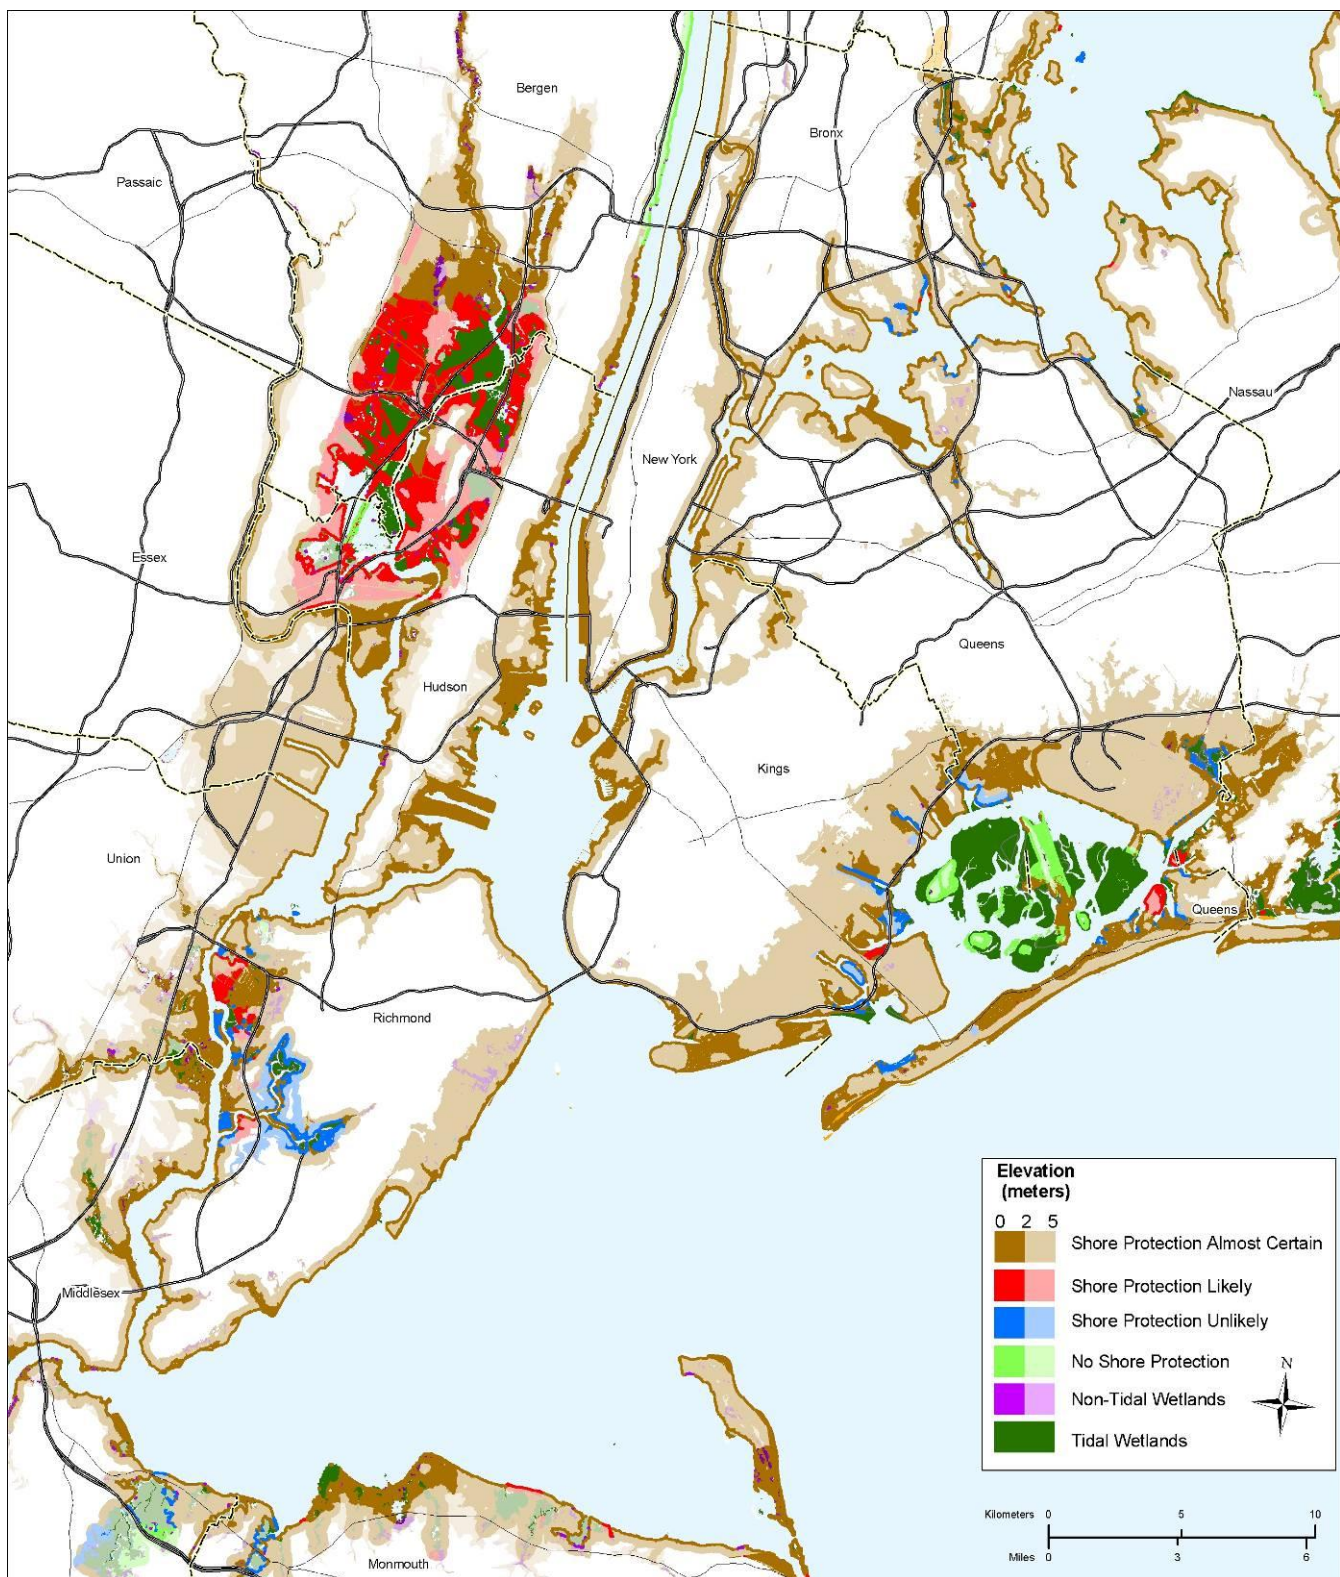 Bergen
Bronx
Passaic
Nassau
New York
Essex
Queens
Hudson
Kings
Union
Queens
Richmond
Middlesex
Monmouth
Elevation
(meters)
0 2 5
Shore Protection Almost Certain
Shore Protection Likely
Shore Protection Unlikely
No Shore Protection
N
Non-Tidal Wetlands
Tidal Wetlands
Kilometers 0 5 10
Miles 0 3 6